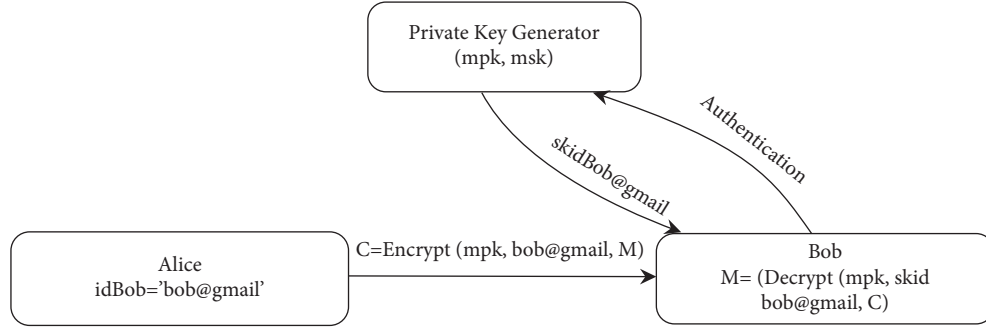 Private Key Generator
(mpk, msk)
Authentication
skidBob@gmail
C=Encrypt (mpk, bob@gmail, M)
Alice
idBob=’bob@gmail’
Bob
M= (Decrypt (mpk, skid
bob@gmail, C)